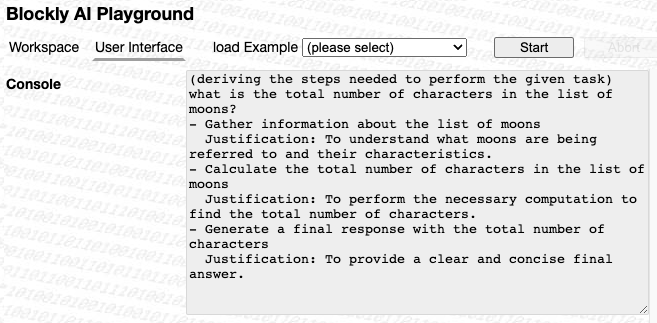 Blockly AI Playground
Workspace User Interface load Example (please select) Start Abort
Console
(deriving the steps needed to perform the given task)
what is the total number of characters in the list of
moons?
- Gather information about the list of moons
Justification: To understand what moons are being
referred to and their characteristics.
- Calculate the total number of characters in the list of
moons
Justification: To perform the necessary computation to
find the total number of characters.
- Generate a final response with the total number of
characters
Justification: To provide a clear and concise final
answer.